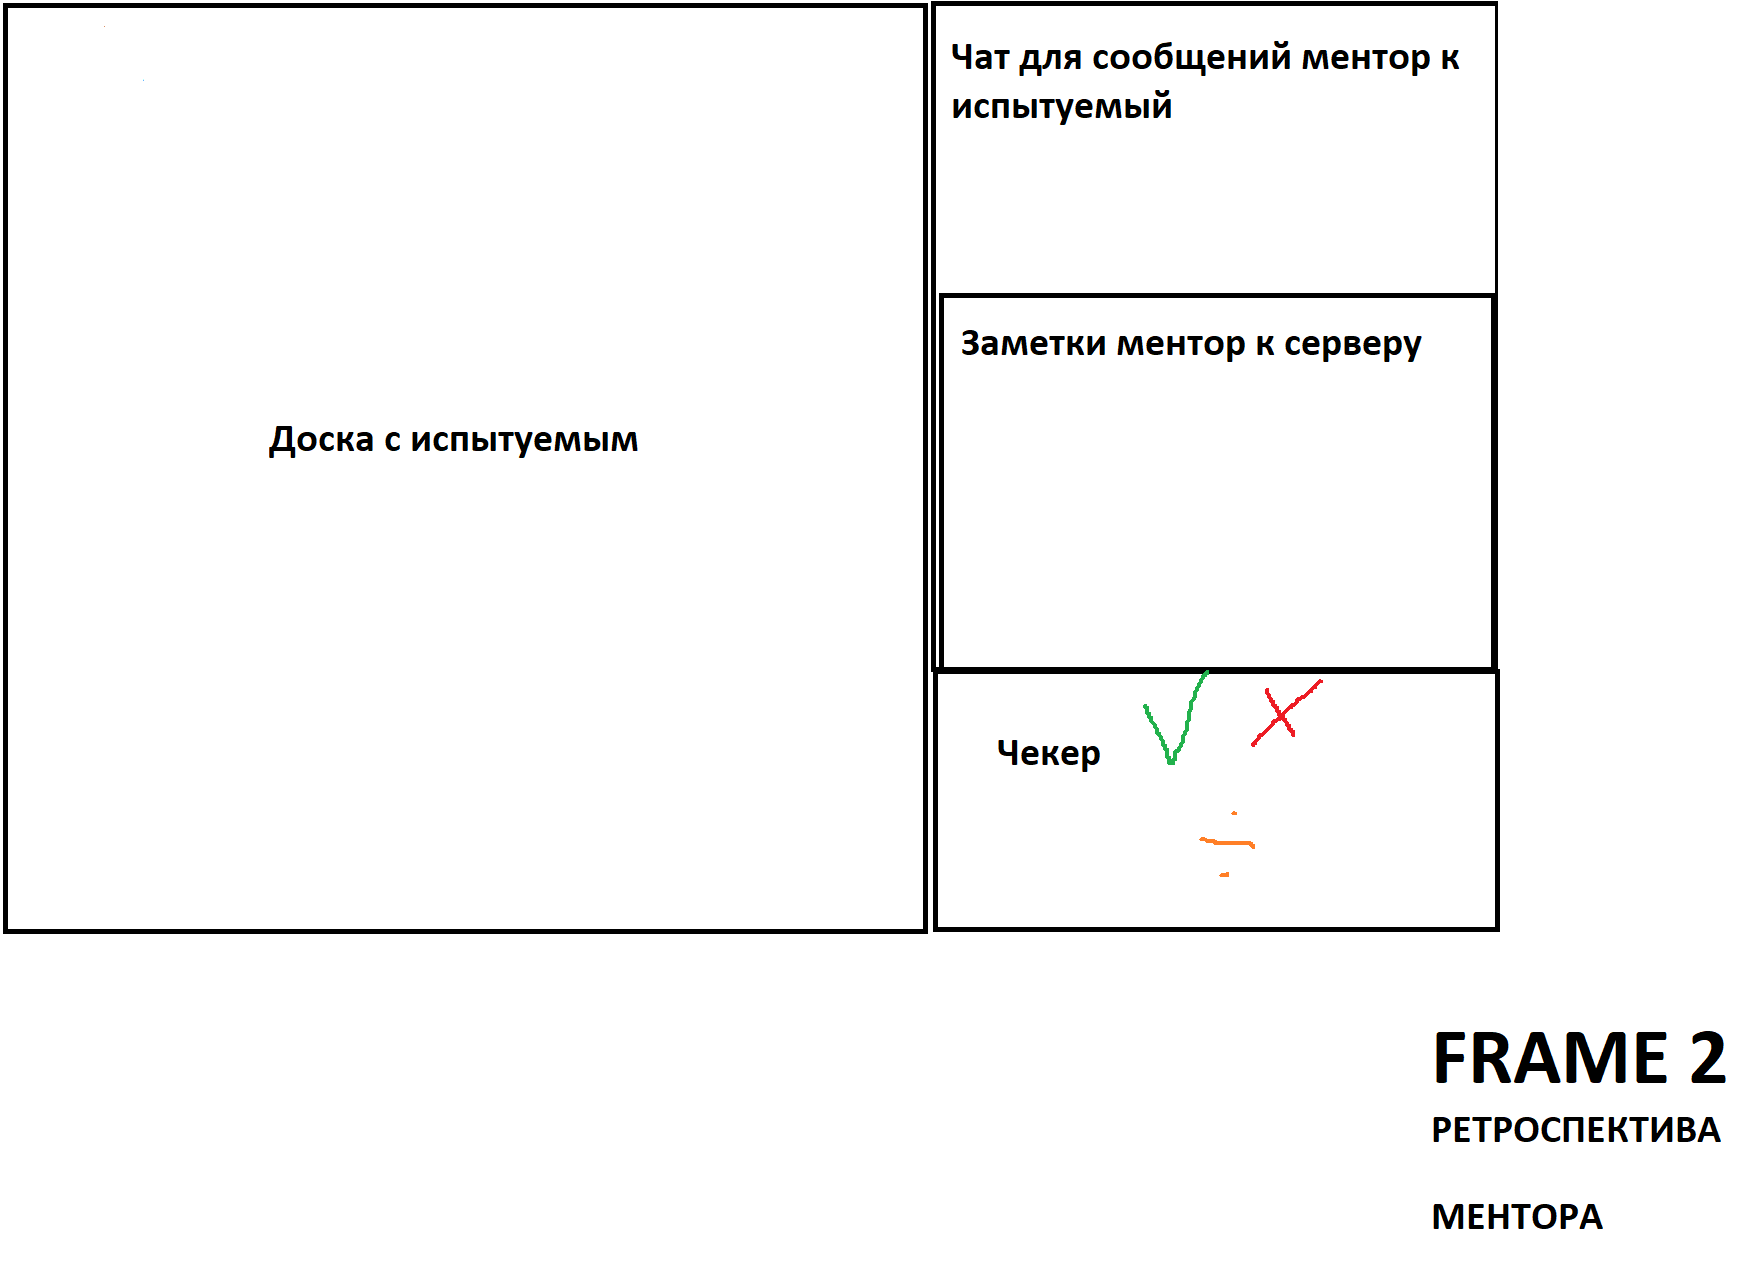 Доска с испытуемым
Чат для сообщений ментор к
испытуемый
Заметки ментор к серверу
Чекер
FRAME 2
РЕТРОСПЕКТИВА
МЕНТОРА